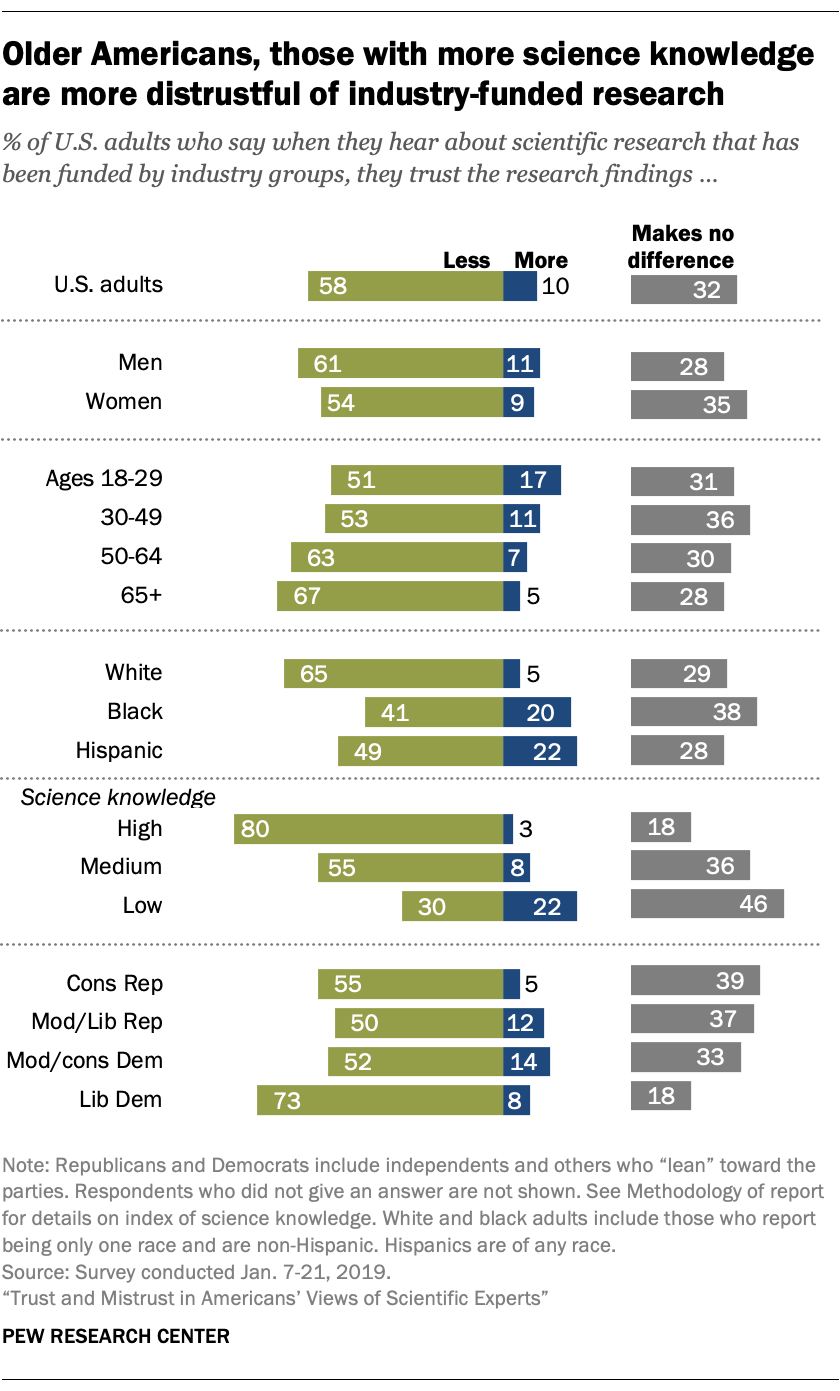 Older Americans, those with more science knowledge
are more distrustful of industry-funded research
% of U.S. adults who say when they hear about scientific research that has
been funded by industry groups, they trust the research findings ...
Makes no
Less More difference
U.S. adults 58 10 32
Men 61 11 28
Women 54 9 35
Ages 18-29 51 17 31
30-49 53 11 36
50-64 63 7 30
65+ 67 5 28
White 65 5 29
Black 41 20 38
Hispanic 49 22 28
Science knowledge
High 80 3 18
Medium 55 8 36
Low 30 22 46
Cons Rep 55 5 39
Mod/Lib Rep 50 12 37
Mod/cons Dem 52 14 33
Lib Dem 73 8 18
Note: Republicans and Democrats include independents and others who “lean” toward the
parties. Respondents who did not give an answer are not shown. See Methodology of report
for details on index of science knowledge. White and black adults include those who report
being only one race and are non-Hispanic. Hispanics are of any race.
Source: Survey conducted Jan. 7-21, 2019.
“Trust and Mistrust in Americans’ Views of Scientific Experts”
PEW RESEARCH CENTER